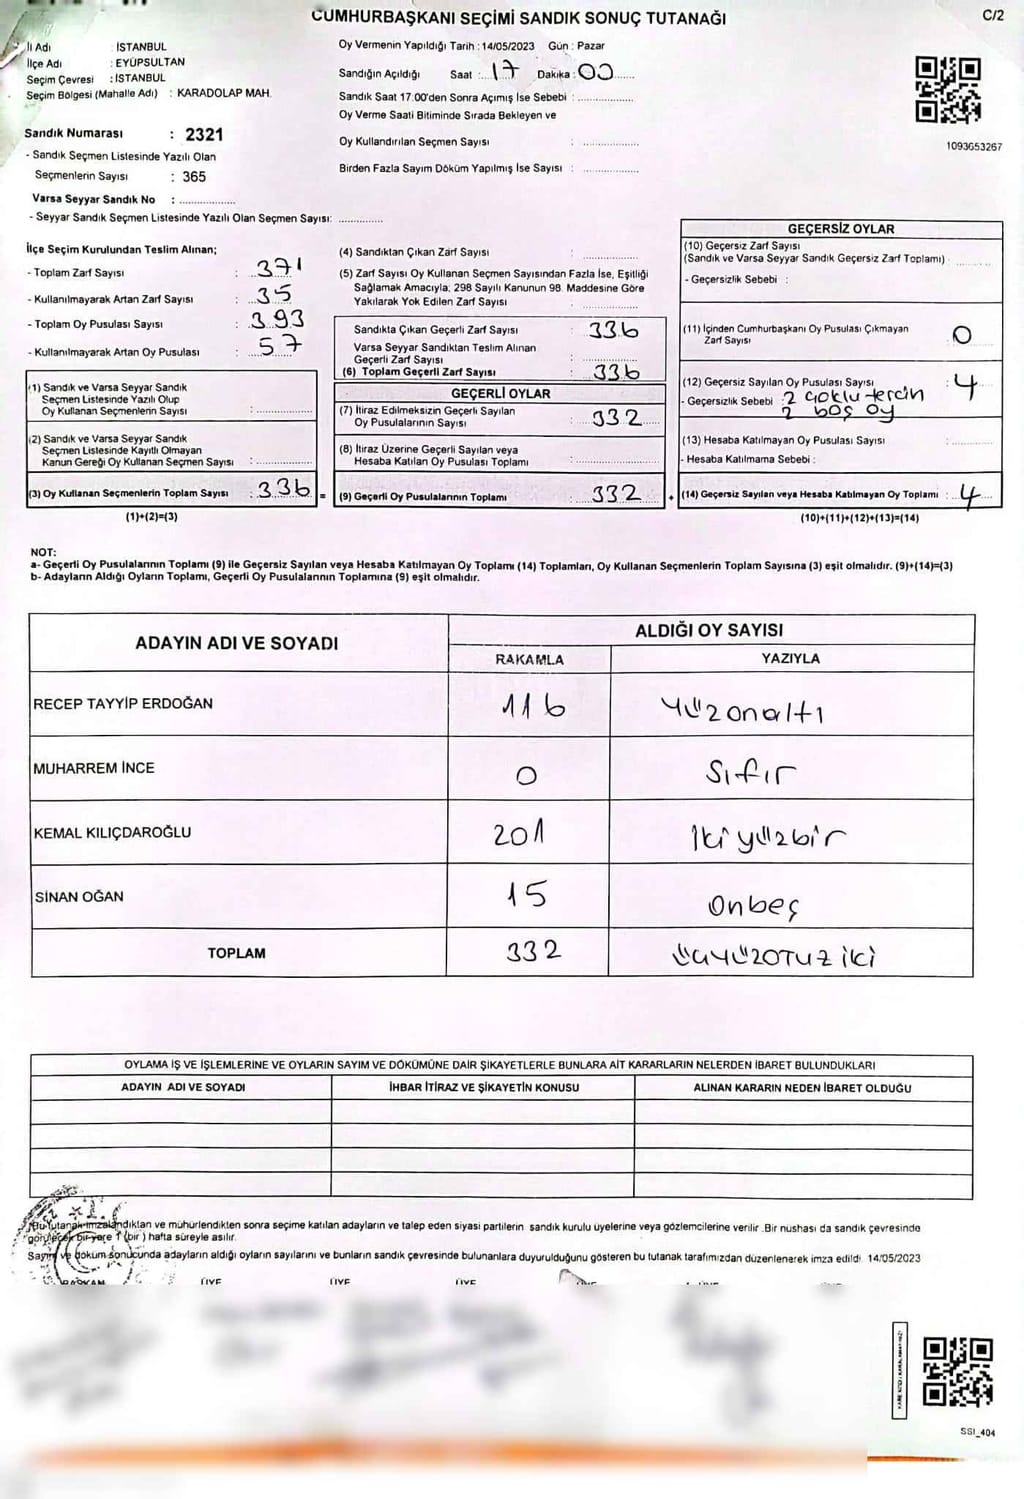 CUMHURBAŞKANI SEÇİMİ SANDIK SONUÇ TUTANAĞI
C/2
İl Adı : İSTANBUL
İlçe Adı : EYÜPSULTAN
Seçim Çevresi : İSTANBUL
Seçim Bölgesi (Mahalle Adı) : KARADOLAP MAH.
Sandık Numarası : 2321
- Sandık Seçmen Listesinde Yazılı Olan
Seçmenlerin Sayısı : 365
Varsa Seyyar Sandık No : ..................
- Seyyar Sandık Seçmen Listesinde Yazılı Olan Seçmen Sayısı: ..............
Oy Vermenin Yapıldığı Tarih : 14/05/2023 Gün : Pazar
Sandığın Açıldığı Saat : 17 Dakika : 00
Sandık Saat 17.00'den Sonra Açımış İse Sebebi : ..................
Oy Verme Saati Bitiminde Sırada Bekleyen ve
Oy Kullandırılan Seçmen Sayısı : ..................
Birden Fazla Sayım Döküm Yapılmış İse Sayısı : ..................
1093653267
İlçe Seçim Kurulundan Teslim Alınan;
- Toplam Zarf Sayısı : 371
- Kullanılmayarak Artan Zarf Sayısı : 35
- Toplam Oy Pusulası Sayısı : 393
- Kullanılmayarak Artan Oy Pusulası : 57
(1) Sandık ve Varsa Seyyar Sandık
Seçmen Listesinde Yazılı Olup
Oy Kullanan Seçmenlerin Sayısı : ..................
(2) Sandık ve Varsa Seyyar Sandık
Seçmen Listesinde Kayıtlı Olmayan
Kanun Gereği Oy Kullanan Seçmen Sayısı : ..................
(3) Oy Kullanan Seçmenlerin Toplam Sayısı : 336 =
(1)+(2)=(3)
(4) Sandıktan Çıkan Zarf Sayısı : ..................
(5) Zarf Sayısı Oy Kullanan Seçmen Sayısından Fazla İse, Eşitliği
Sağlamak Amacıyla; 298 Sayılı Kanunun 98. Maddesine Göre
Yakılarak Yok Edilen Zarf Sayısı : ..................
Sandıkta Çıkan Geçerli Zarf Sayısı : 336
Varsa Seyyar Sandıktan Teslim Alınan
Geçerli Zarf Sayısı : ..................
(6) Toplam Geçerli Zarf Sayısı : 336
GEÇERLİ OYLAR
(7) İtiraz Edilmeksizin Geçerli Sayılan
Oy Pusulalarının Sayısı : 332
(8) İtiraz Üzerine Geçerli Sayılan veya
Hesaba Katılan Oy Pusulası Toplamı : ..................
(9) Geçerli Oy Pusulalarının Toplamı : 332 +
GEÇERSİZ OYLAR
(10) Geçersiz Zarf Sayısı
(Sandık ve Varsa Seyyar Sandık Geçersiz Zarf Toplamı) : ..........
- Geçersizlik Sebebi :
(11) İçinden Cumhurbaşkanı Oy Pusulası Çıkmayan
Zarf Sayısı : 0
(12) Geçersiz Sayılan Oy Pusulası Sayısı : 4
- Geçersizlik Sebebi : 2 çoklu tercih
2 boş oy
(13) Hesaba Katılmayan Oy Pusulası Sayısı : ..........
- Hesaba Katılmama Sebebi :
(14) Geçersiz Sayılan veya Hesaba Katılmayan Oy Toplamı : 4
(10)+(11)+(12)+(13)=(14)
NOT:
a- Geçerli Oy Pusulalarının Toplamı (9) ile Geçersiz Sayılan veya Hesaba Katılmayan Oy Toplamı (14) Toplamları, Oy Kullanan Seçmenlerin Toplam Sayısına (3) eşit olmalıdır. (9)+(14)=(3)
b- Adayların Aldığı Oyların Toplamı, Geçerli Oy Pusulalarının Toplamına (9) eşit olmalıdır.
ADAYIN ADI VE SOYADI ALDIĞI OY SAYISI
RAKAMLA YAZIYLA
RECEP TAYYİP ERDOĞAN 116 Yüzonaltı
MUHARREM İNCE 0 Sıfır
KEMAL KILIÇDAROĞLU 201 İkiyüzbir
SİNAN OĞAN 15 Onbeş
TOPLAM 332 ÜçyüzOTUZ iki
OYLAMA İŞ VE İŞLEMLERİNE VE OYLARIN SAYIM VE DÖKÜMÜNE DAİR ŞİKAYETLERLE BUNLARA AİT KARARLARIN NELERDEN İBARET BULUNDUKLARI
ADAYIN ADI VE SOYADI İHBAR İTİRAZ VE ŞİKAYETİN KONUSU ALINAN KARARIN NEDEN İBARET OLDUĞU
Bu tutanak imzalandıktan ve mühürlendikten sonra seçime katılan adayların ve talep eden siyasi partilerin sandık kurulu üyelerine veya gözlemcilerine verilir. Bir nüshası da sandık çevresinde
görülecek bir yere 1 (bir) hafta süreyle asılır.
Sayım ve döküm sonucunda adayların aldığı oyların sayılarını ve bunların sandık çevresinde bulunanlara duyurulduğunu gösteren bu tutanak tarafımızdan düzenlenerek imza edildi. 14/05/2023
BAŞKAN ÜYE ÜYE ÜYE
SSI_404